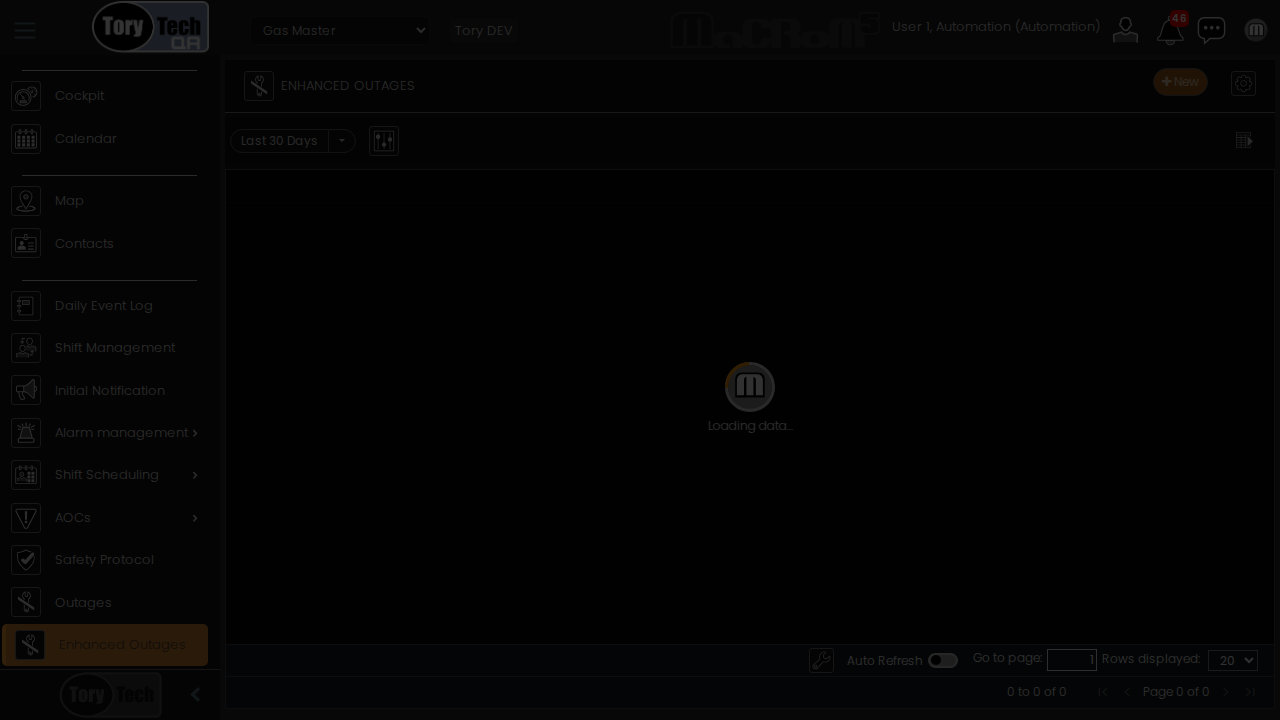 Tory Tech QA
Gas Master
Tory DEV
MaCRoM
User 1, Automation (Automation)
46
Cockpit
Calendar
Map
Contacts
Daily Event Log
Shift Management
Initial Notification
Alarm management
Shift Scheduling
AOCs
Safety Protocol
Outages
Enhanced Outages
Tory Tech
ENHANCED OUTAGES
New
Last 30 Days
m
Loading data...
Auto Refresh
Go to page: 1
Rows displayed: 20
0 to 0 of 0
Page 0 of 0